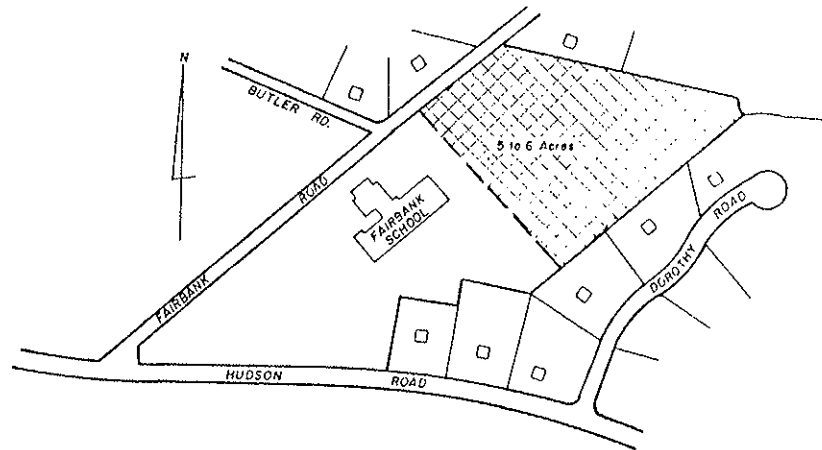 N
BUTLER RD.
5 to 6 Acres
FAIRBANK
SCHOOL
FAIRBANK ROAD
DOROTHY ROAD
HUDSON ROAD